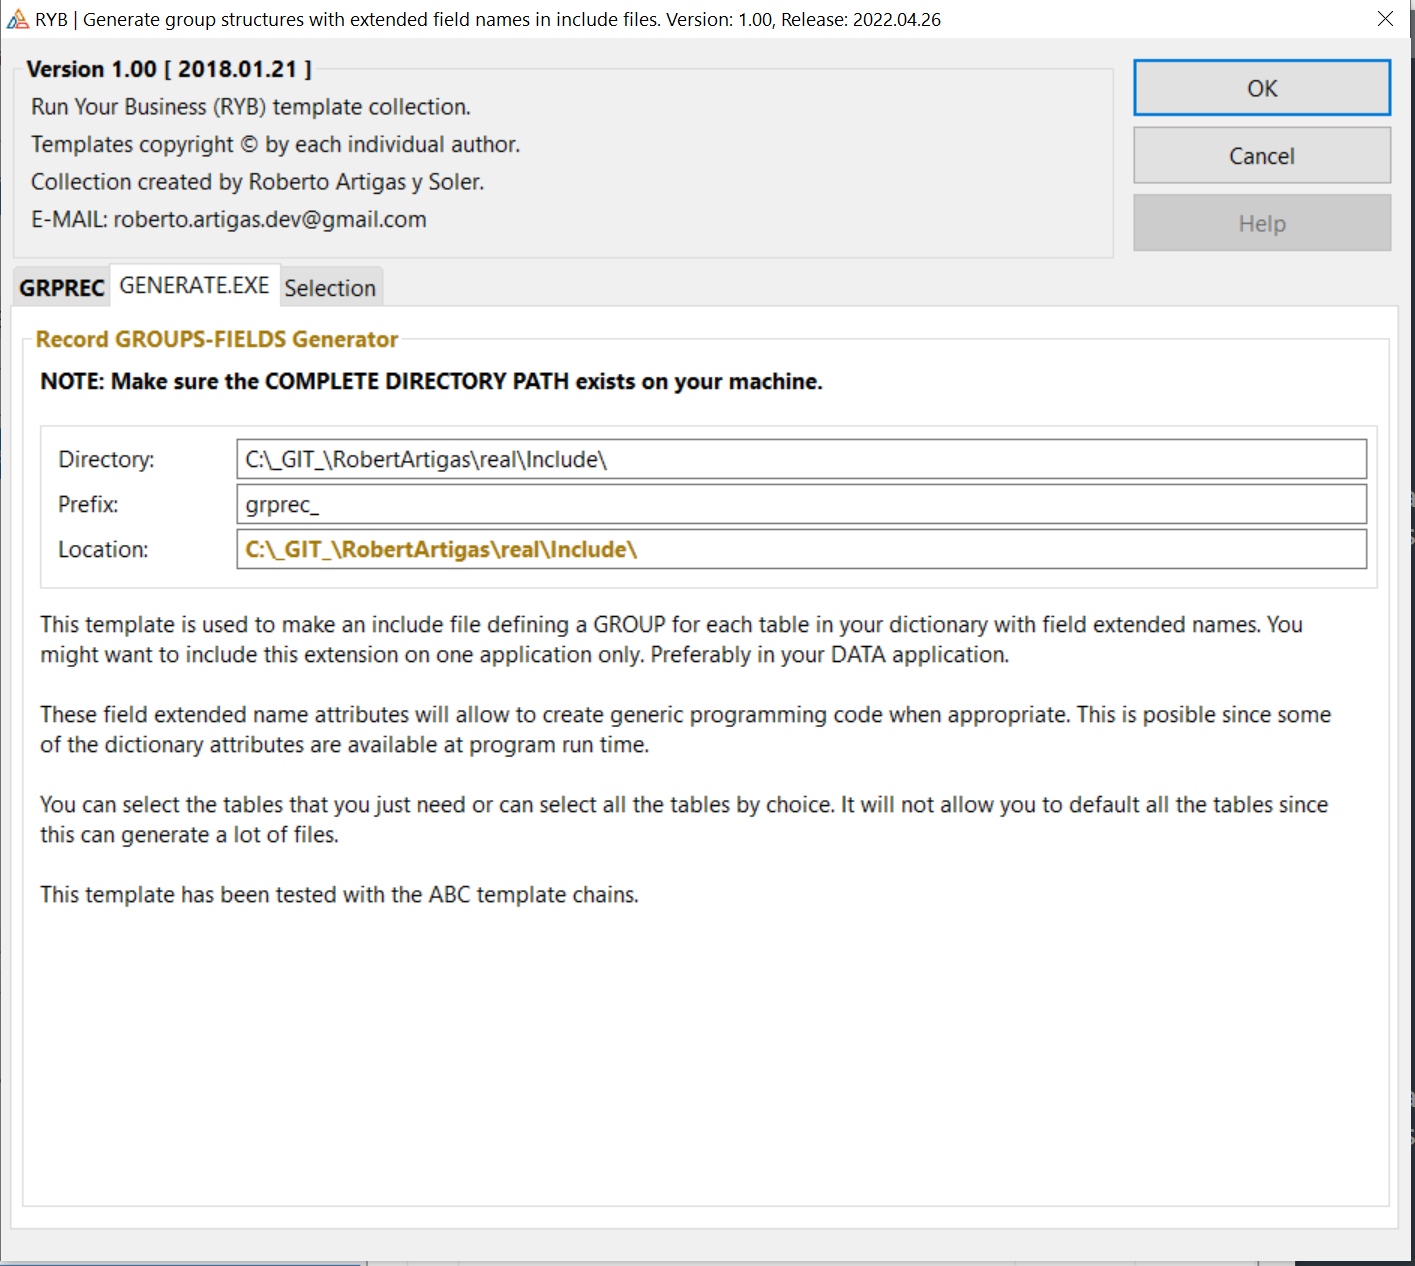 RYB | Generate group structures with extended field names in include files. Version: 1.00, Release: 2022.04.26
Version 1.00 [ 2018.01.21 ]
Run Your Business (RYB) template collection.
Templates copyright © by each individual author.
Collection created by Roberto Artigas y Soler.
E-MAIL: roberto.artigas.dev@gmail.com
OK
Cancel
Help
GRPREC
GENERATE.EXE
Selection
Record GROUPS-FIELDS Generator
NOTE: Make sure the COMPLETE DIRECTORY PATH exists on your machine.
Directory: C:\_GIT_\RobertArtigas\real\Include\
Prefix: grprec_
Location: C:\_GIT_\RobertArtigas\real\Include\
This template is used to make an include file defining a GROUP for each table in your dictionary with field extended names. You
might want to include this extension on one application only. Preferably in your DATA application.
These field extended name attributes will allow to create generic programming code when appropriate. This is posible since some
of the dictionary attributes are available at program run time.
You can select the tables that you just need or can select all the tables by choice. It will not allow you to default all the tables since
this can generate a lot of files.
This template has been tested with the ABC template chains.